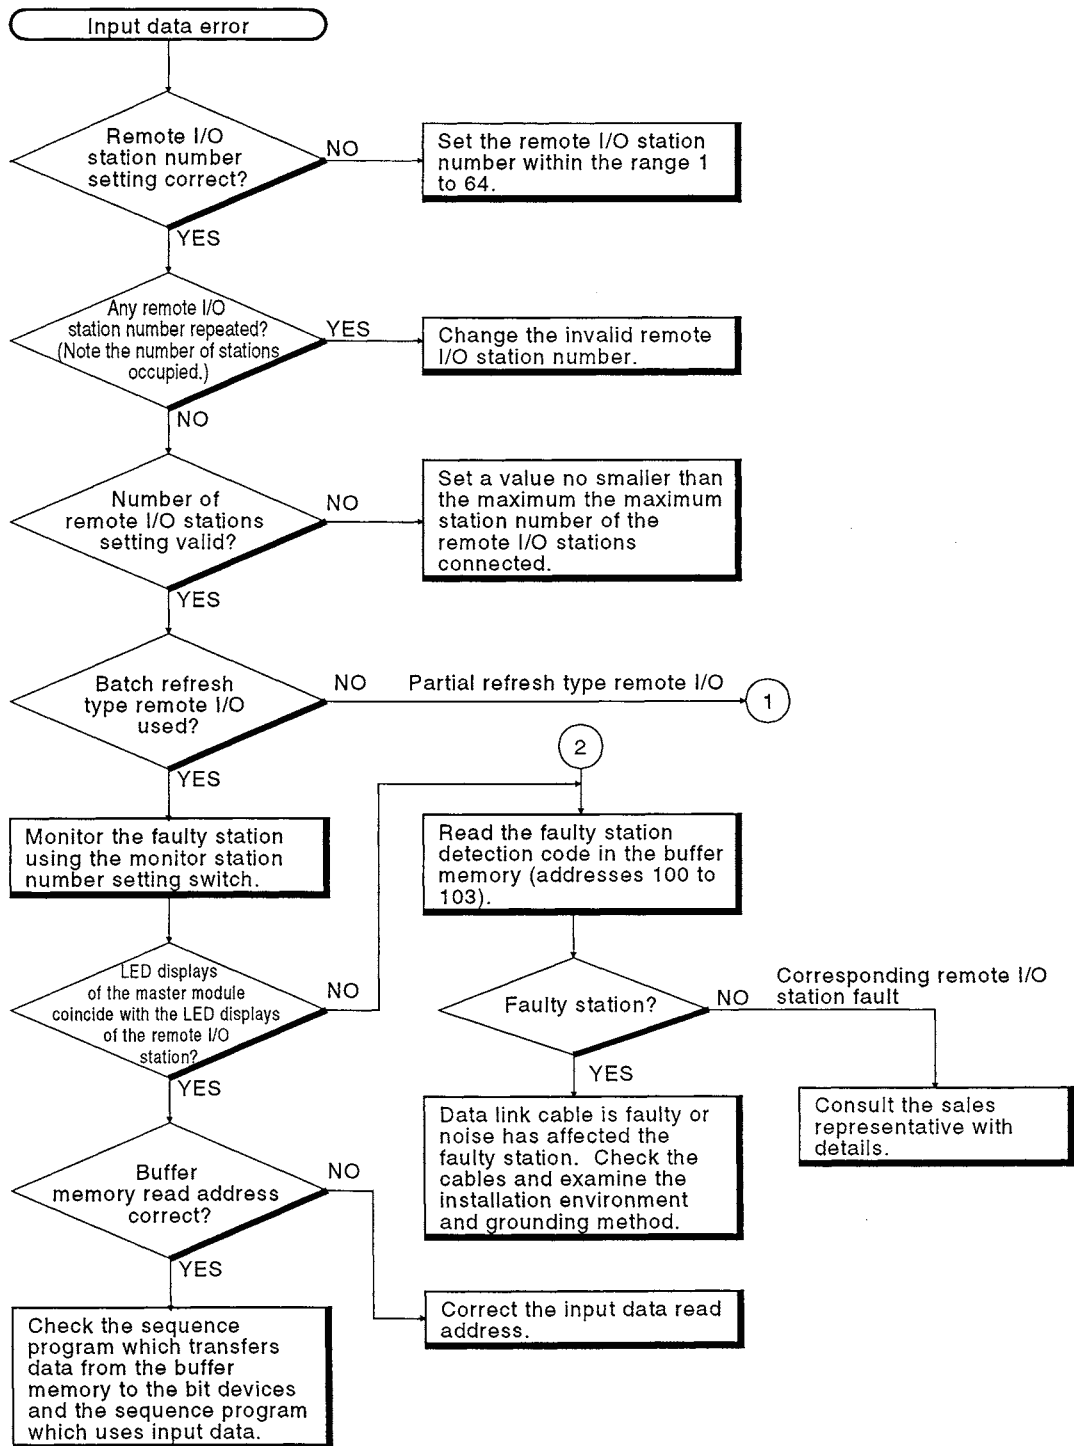 Input data error
Remote I/O
station number
setting correct?
NO
Set the remote I/O station
number within the range 1
to 64.
YES
Any remote I/O
station number repeated?
(Note the number of stations
occupied.)
YES
Change the invalid remote
I/O station number.
NO
Number of
remote I/O stations
setting valid?
NO
Set a value no smaller than
the maximum the maximum
station number of the
remote I/O stations
connected.
YES
Batch refresh
type remote I/O
used?
NO
Partial refresh type remote I/O
1
YES
2
Monitor the faulty station
using the monitor station
number setting switch.
Read the faulty station
detection code in the buffer
memory (addresses 100 to
103).
LED displays
of the master module
coincide with the LED displays
of the remote I/O
station?
NO
Faulty station?
NO
Corresponding remote I/O
station fault
YES
YES
Data link cable is faulty or
noise has affected the
faulty station. Check the
cables and examine the
installation environment
and grounding method.
Consult the sales
representative with
details.
Buffer
memory read address
correct?
NO
YES
Correct the input data read
address.
Check the sequence
program which transfers
data from the buffer
memory to the bit devices
and the sequence program
which uses input data.